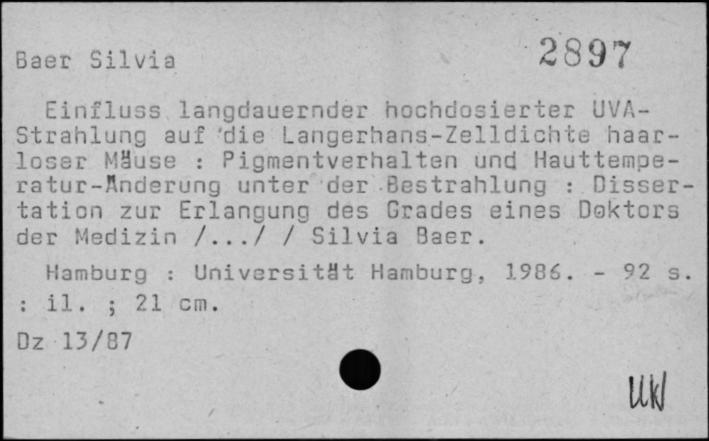 Baer Silvia
2897
Einfluss langdauernder hochdosierter UVA-
Strahlung auf die Langerhans-Zelldichte haar-
loser Mäuse : Pigmentverhalten und Hauttempe-
ratur-Änderung unter der Bestrahlung : Disser-
tation zur Erlangung des Grades eines Doktors
der Medizin /.../ / Silvia Baer.
Hamburg : Universität Hamburg, 1986. - 92 s.
: il. ; 21 cm.
Dz 13/87
UW